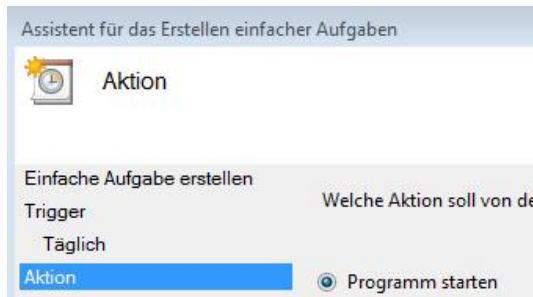 Assistent für das Erstellen einfacher Aufgaben
Aktion
Einfache Aufgabe erstellen
Trigger
Täglich
Aktion
Welche Aktion soll von
Programm starten